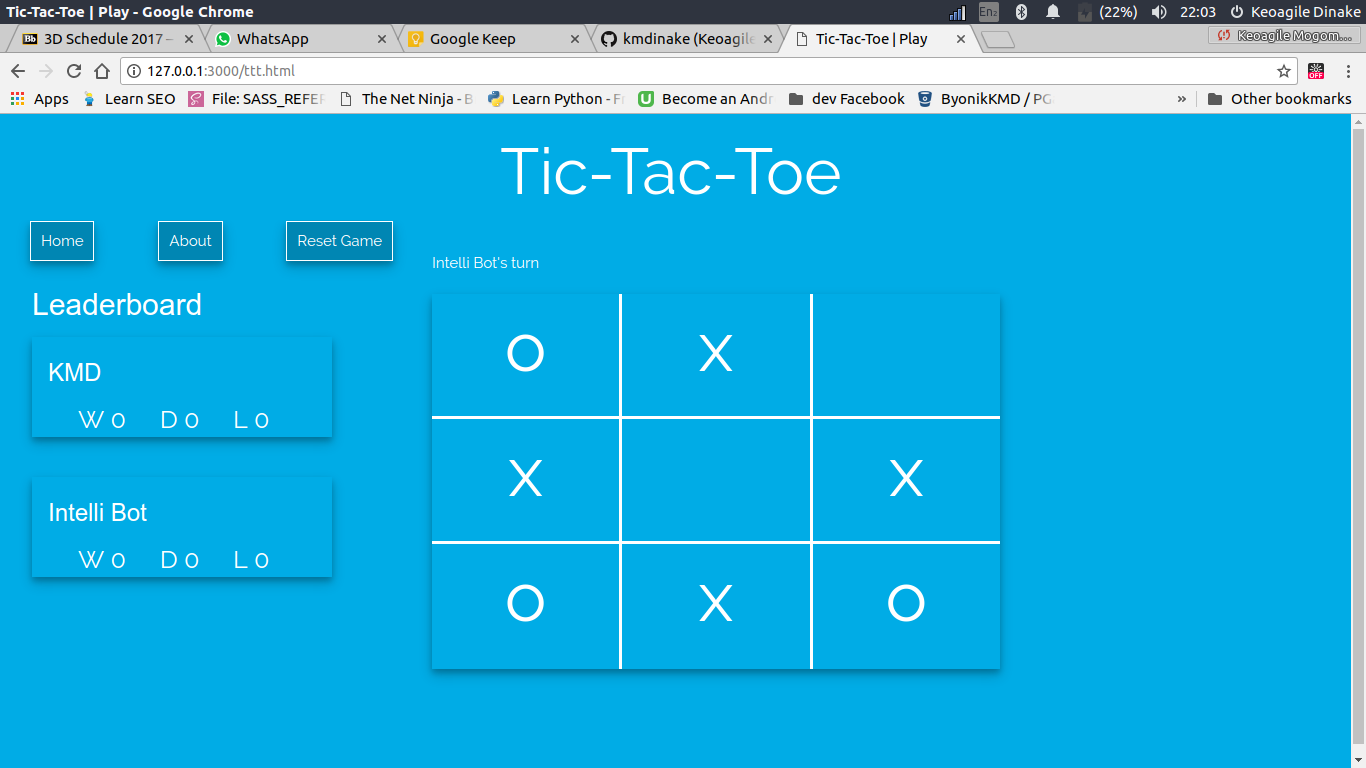 Tic-Tac-Toe | Play - Google Chrome
En₂ (22%) 22:03 Keoagile Dinake
Bb 3D Schedule 2017 –
WhatsApp
Google Keep
kmdinake (Keoagile
Tic-Tac-Toe | Play
Keoagile Mogom...
127.0.0.1:3000/ttt.html
OFF
Apps Learn SEO File: SASS_REFER The Net Ninja - B Learn Python - Fr Become an Andr dev Facebook ByonikKMD / PG » Other bookmarks
Tic-Tac-Toe
Home About Reset Game
Intelli Bot's turn
Leaderboard
KMD
W 0 D 0 L 0
Intelli Bot
W 0 D 0 L 0
O X
X X
O X O